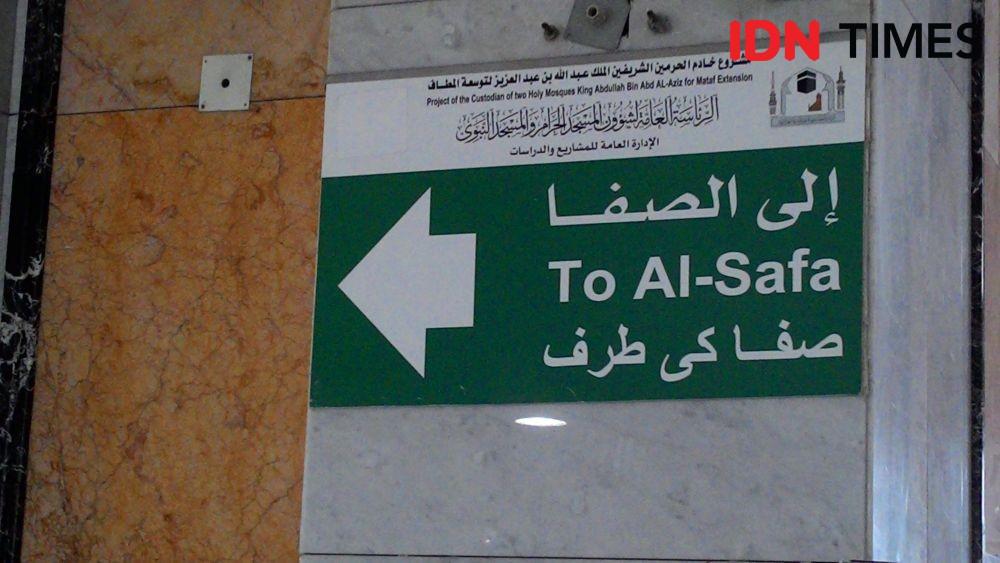 IDN TIMES
مشروع خادم الحرمين الشريفين الملك عبد الله بن عبد العزيز لتوسعة المطاف
Project of the Custodian of two Holy Mosques King Abdullah Bin Abd AL-Aziz for Mataf Extension
الرئاسة العامة لشؤون المسجد الحرام والمسجد النبوي
الإدارة العامة للمشاريع والدراسات
إلى الصفا
To Al-Safa
صفا کی طرف